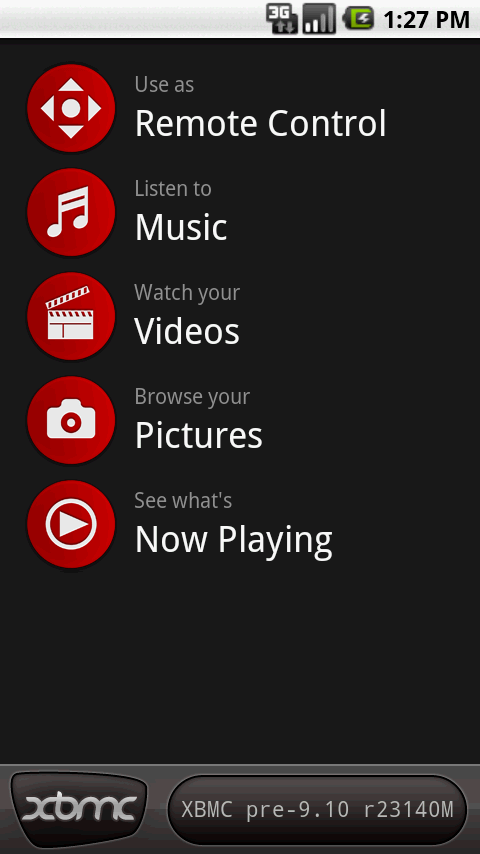 3G 1:27 PM
Use as
Remote Control
Listen to
Music
Watch your
Videos
Browse your
Pictures
See what's
Now Playing
xbmc XBMC pre-9.10 r23140M